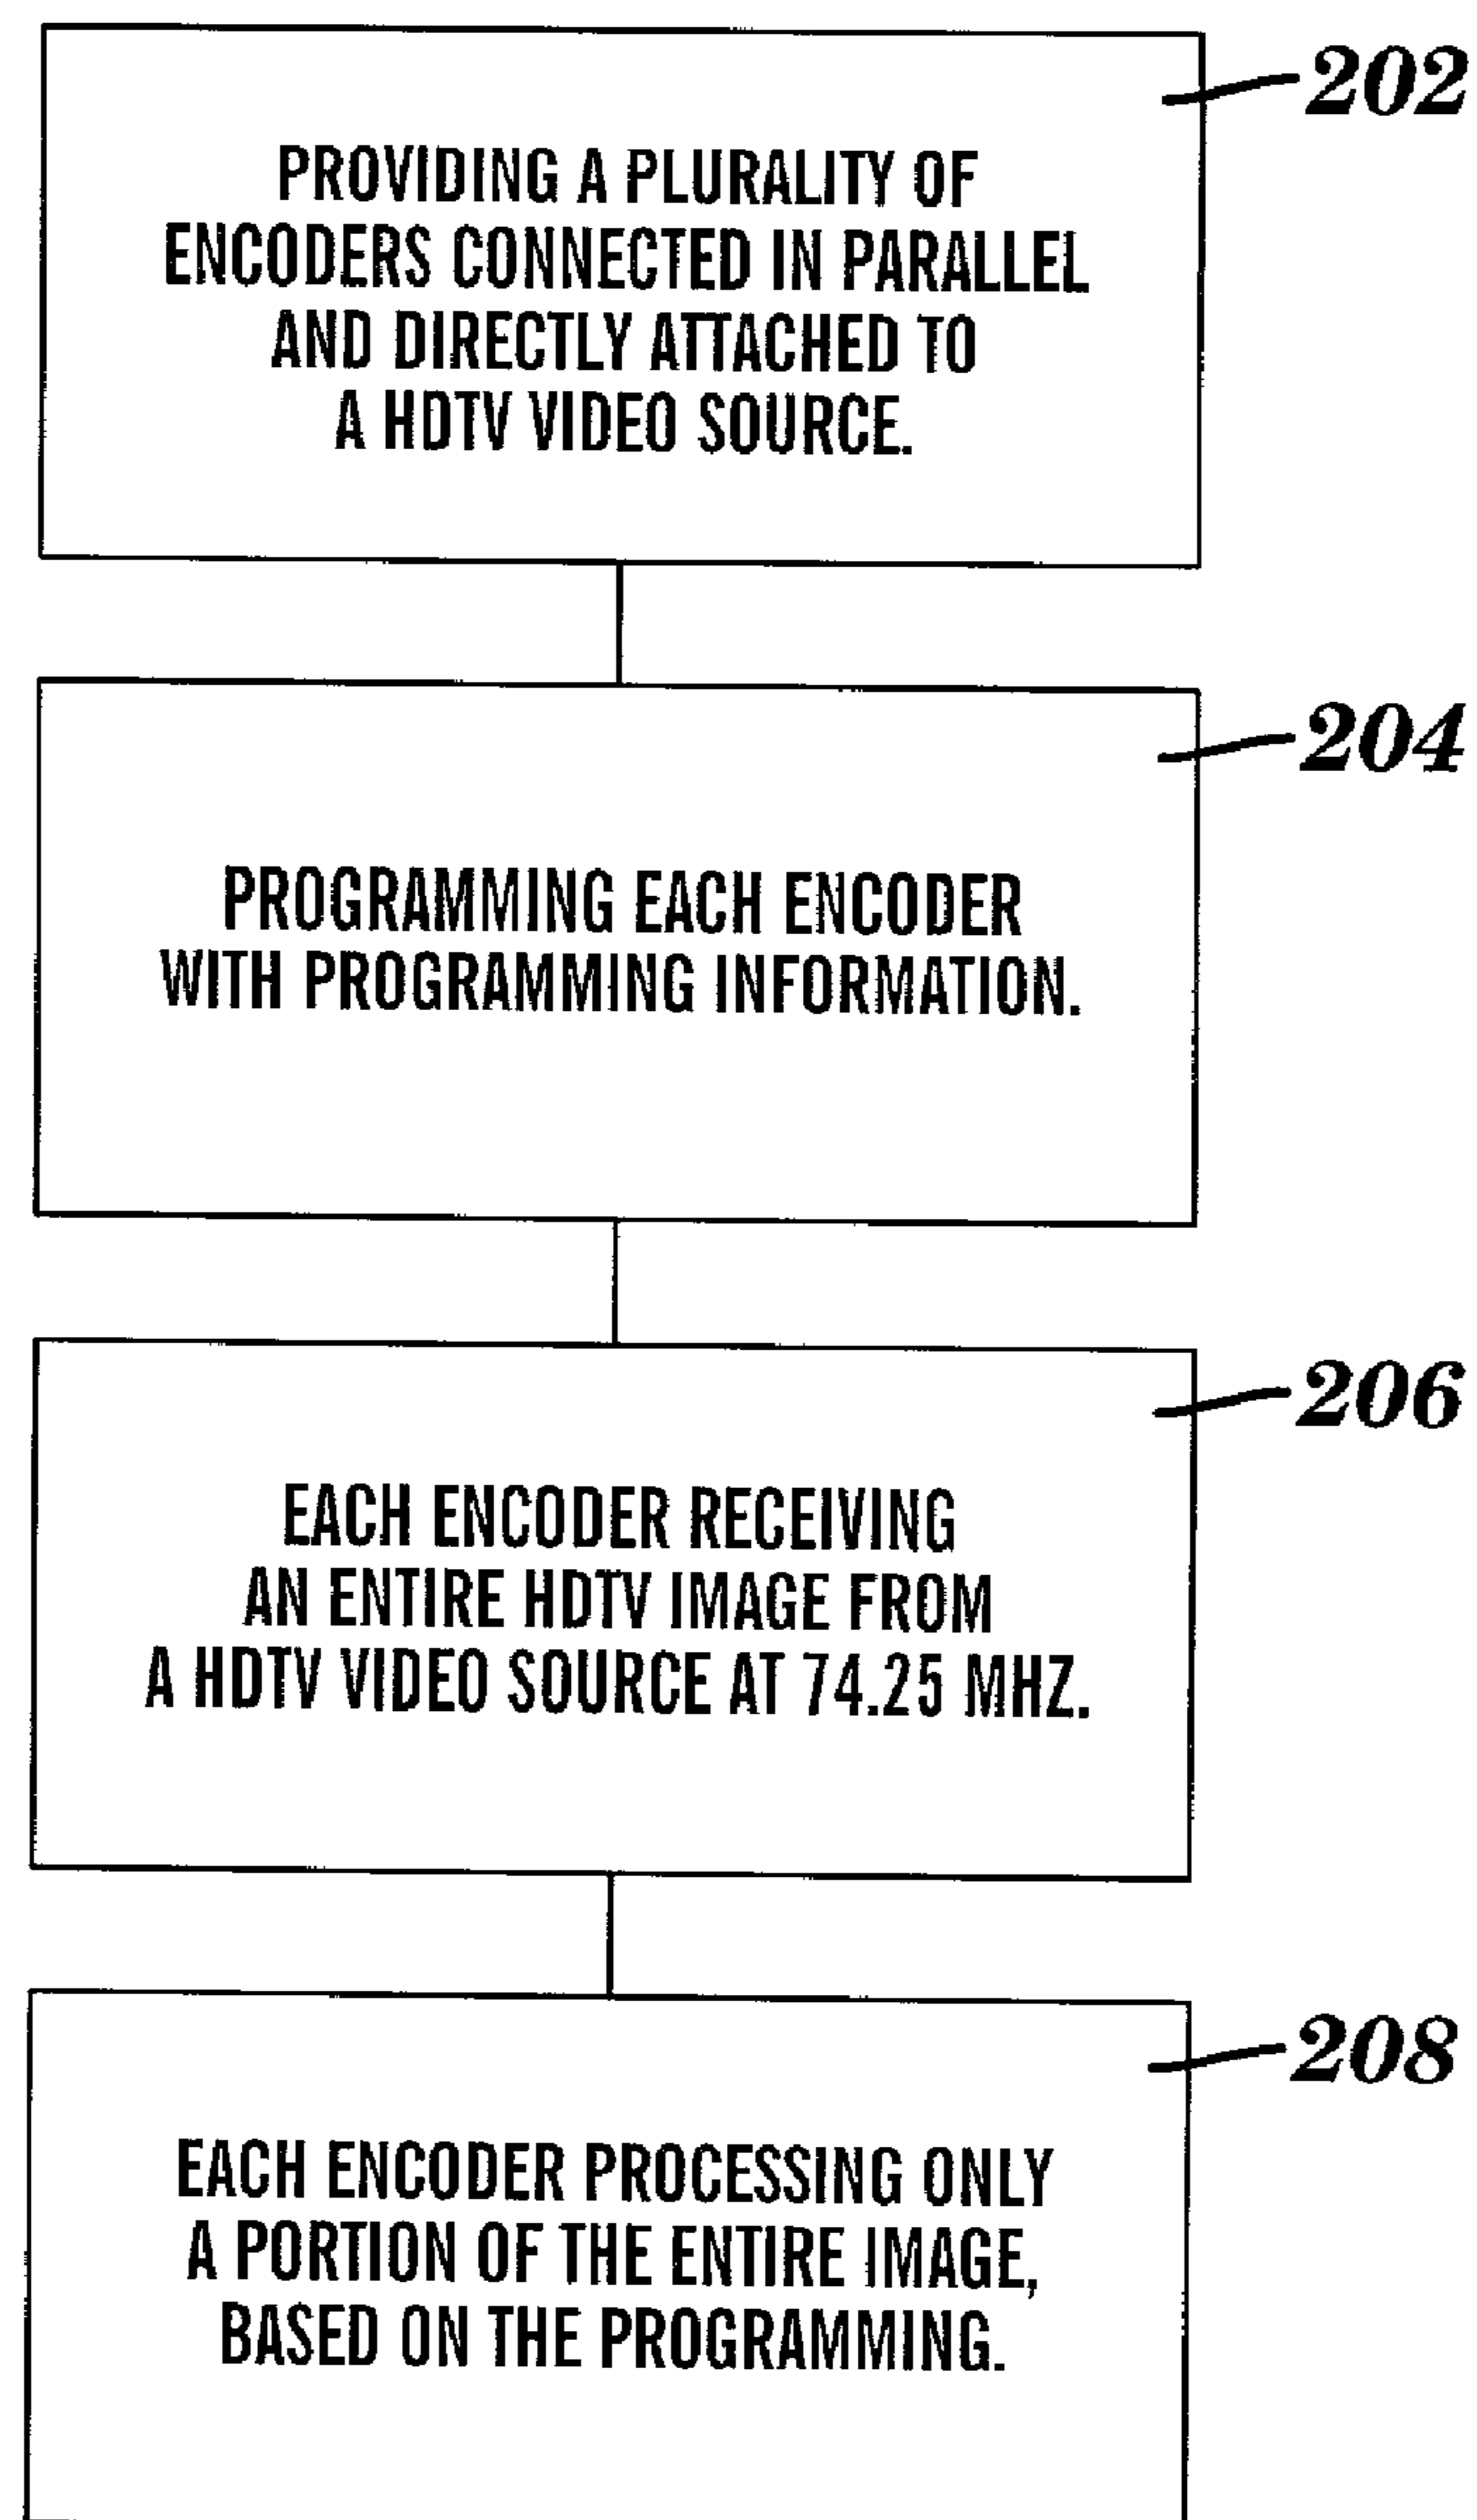 202
PROVIDING A PLURALITY OF
ENCODERS CONNECTED IN PARALLEL
AND DIRECTLY ATTACHED TO
A HDTV VIDEO SOURCE.
204
PROGRAMMING EACH ENCODER
WITH PROGRAMMING INFORMATION.
206
EACH ENCODER RECEIVING
AN ENTIRE HDTV IMAGE FROM
A HDTV VIDEO SOURCE AT 74.25 MHZ.
208
EACH ENCODER PROCESSING ONLY
A PORTION OF THE ENTIRE IMAGE,
BASED ON THE PROGRAMMING.